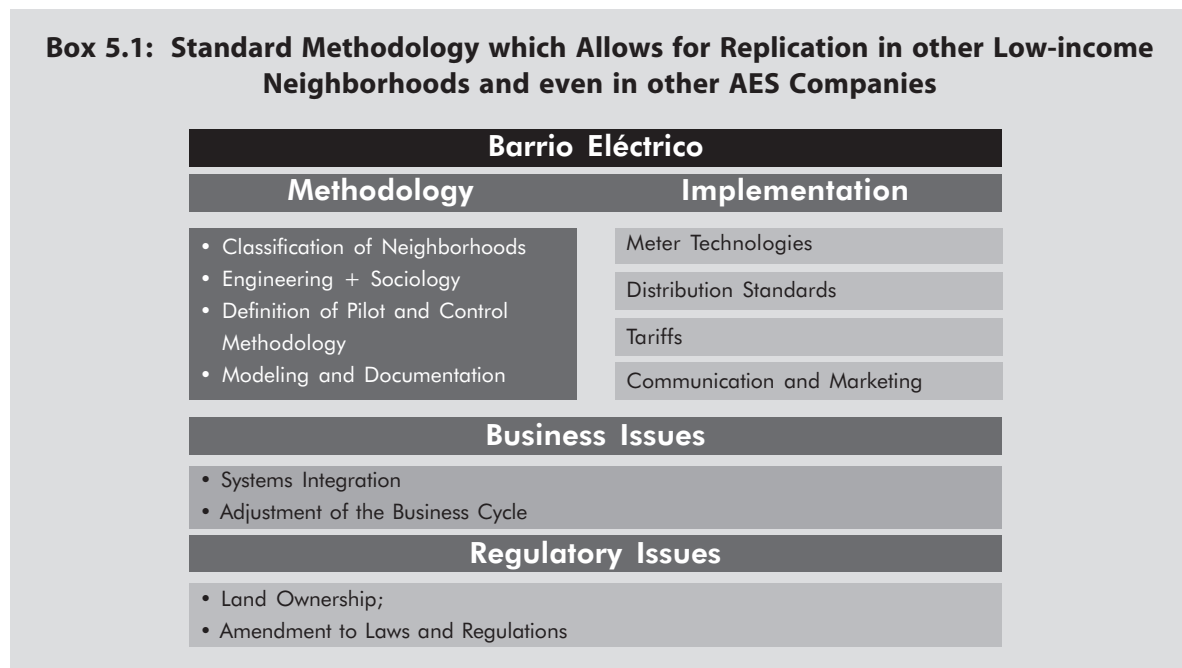 Box 5.1: Standard Methodology which Allows for Replication in other Low-income
Neighborhoods and even in other AES Companies
Barrio Eléctrico
Methodology
• Classification of Neighborhoods
• Engineering + Sociology
• Definition of Pilot and Control
Methodology
• Modeling and Documentation
Implementation
Meter Technologies
Distribution Standards
Tariffs
Communication and Marketing
Business Issues
• Systems Integration
• Adjustment of the Business Cycle
Regulatory Issues
• Land Ownership;
• Amendment to Laws and Regulations